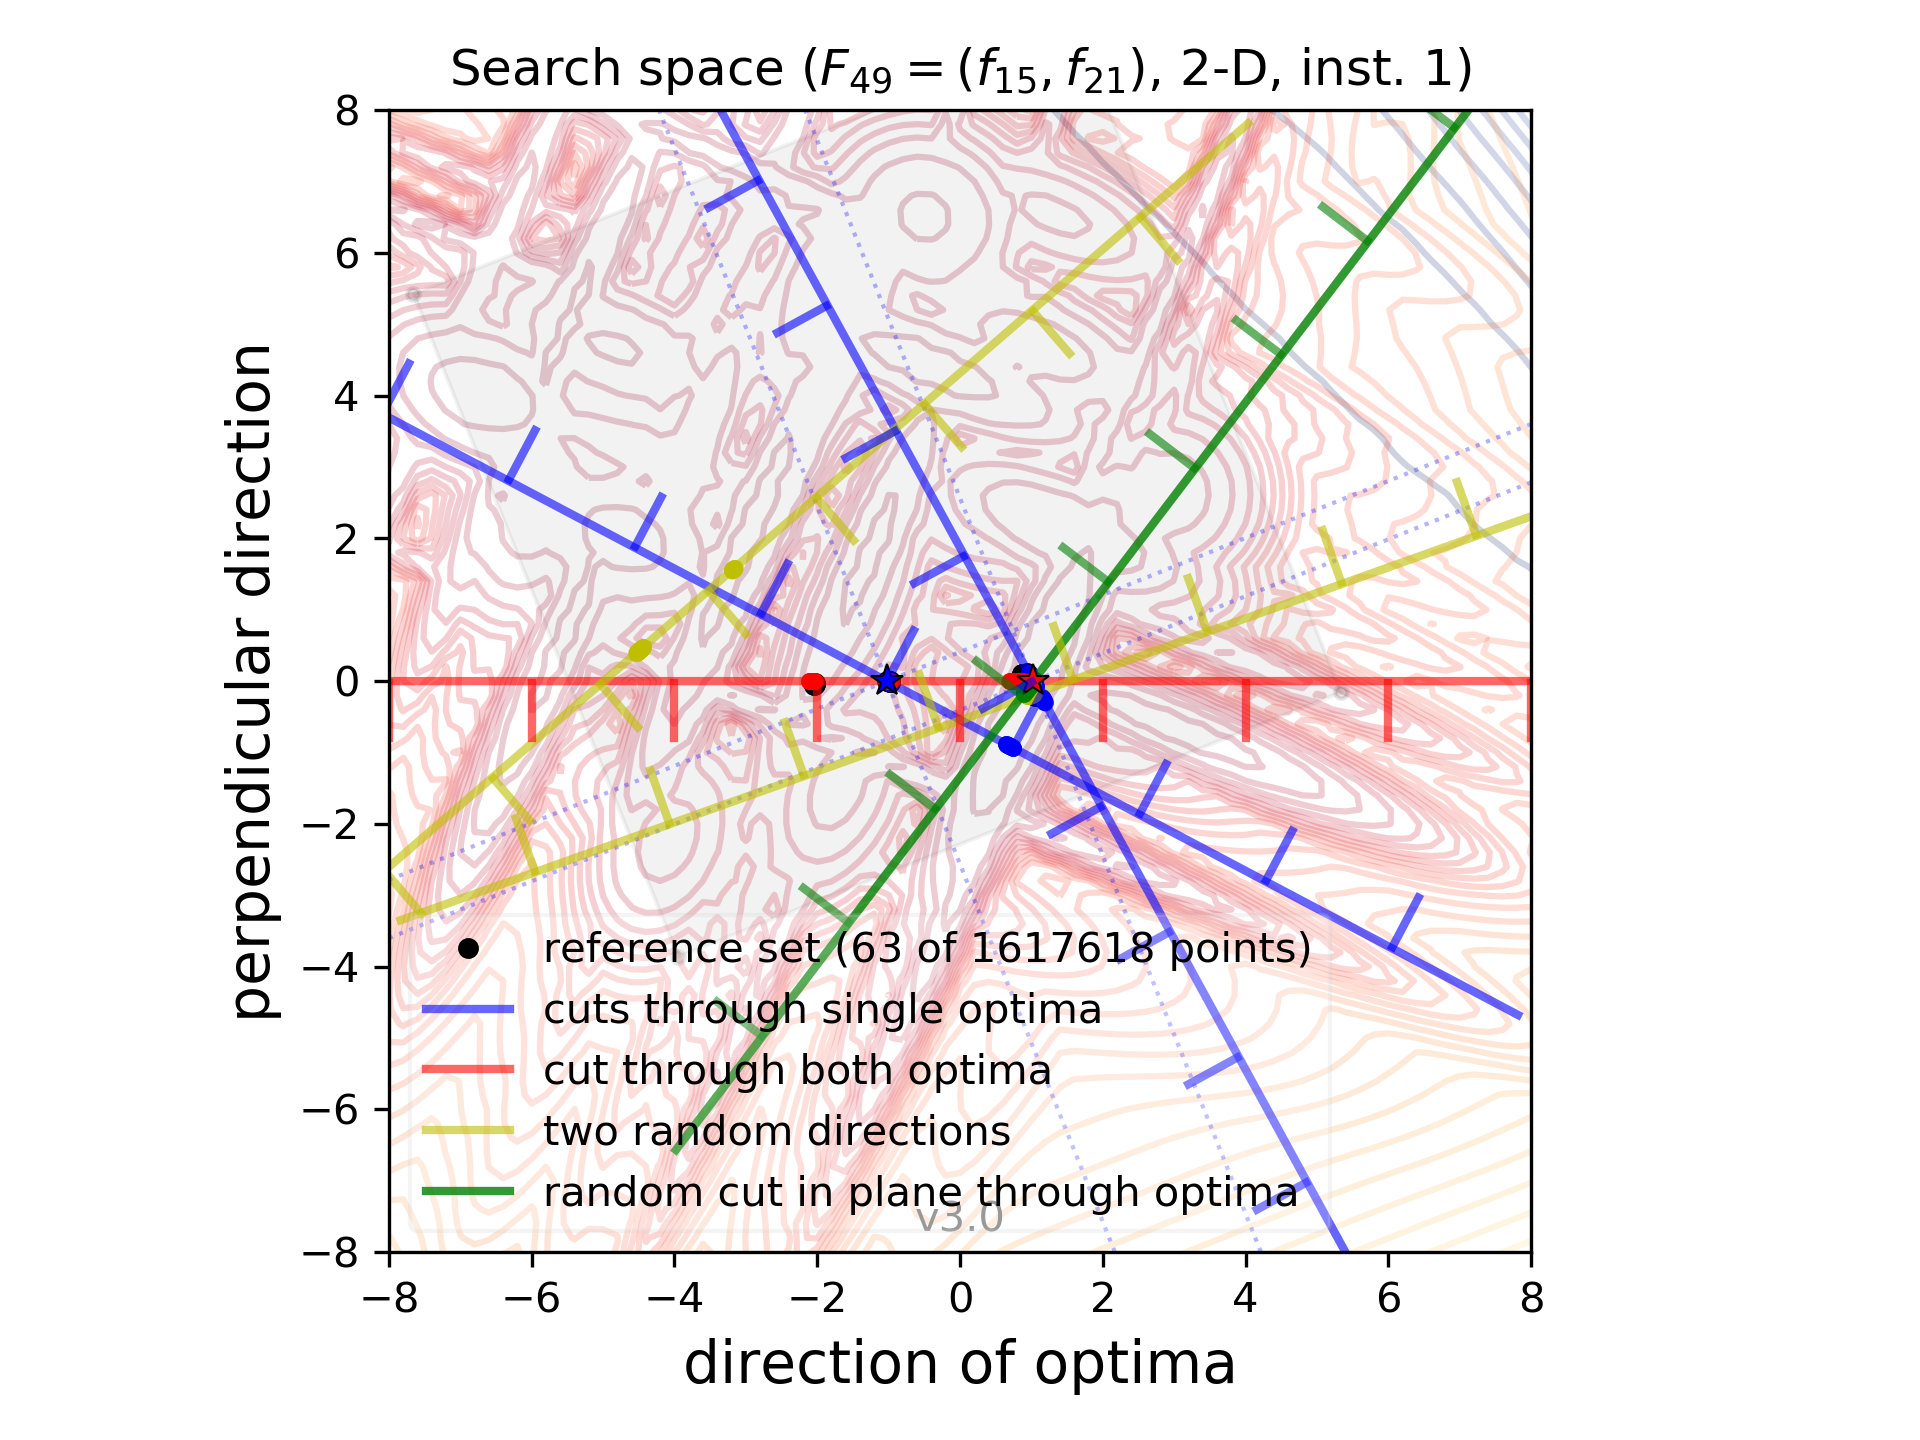 Search space (F49 = (f15, f21), 2-D, inst. 1)
8
6
4
2
0
−2
−4
−6
−8
perpendicular direction
reference set (63 of 1617618 points)
cuts through single optima
cut through both optima
two random directions
random cut in plane through optima
v3.0
−8 −6 −4 −2 0 2 4 6 8
direction of optima